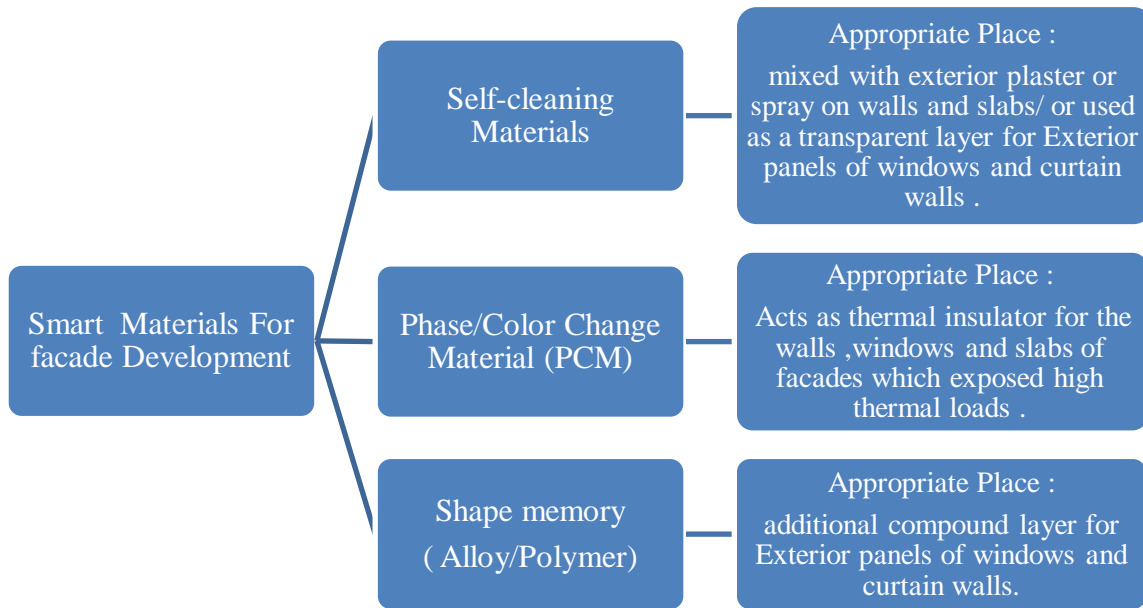 Smart Materials For
facade Development
Self-cleaning
Materials
Appropriate Place :
mixed with exterior plaster or
spray on walls and slabs/ or used
as a transparent layer for Exterior
panels of windows and curtain
walls .
Phase/Color Change
Material (PCM)
Appropriate Place :
Acts as thermal insulator for the
walls ,windows and slabs of
facades which exposed high
thermal loads .
Shape memory
( Alloy/Polymer)
Appropriate Place :
additional compound layer for
Exterior panels of windows and
curtain walls.